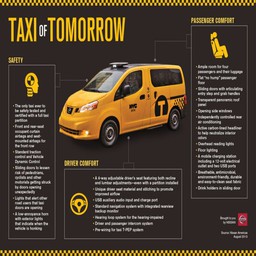 TAXI OF TOMORROW
PASSENGER COMFORT
Ample room for four
passengers and their luggage
Flat "no hump" passenger
floor
Sliding doors with articulating
entry step and grab handles
Transparent panoramic roof
panel
Opening side windows
Independently controlled rear
air conditioning
Active carbon-lined headliner
to help neutralize interior
odors
Overhead reading lights
Floor lighting
A mobile charging station
including a 12-volt electrical
outlet and two USB ports
Breathable, antimicrobial,
environment-friendly, durable
and easy-to-clean seat fabric
Drink holders in sliding door
SAFETY
The only taxi ever to
be safety tested and
certified with a full
taxi partition
Front and rear-seat
occupant curtain
airbags and seat-
mounted airbags for
the front row
Standard traction
control and Vehicle
Dynamic Control
Sliding doors to lessen
risk of pedestrians,
cyclists and other
motorists getting struck
by doors opening
unexpectedly
Lights that alert other
road users that taxi
doors are opening
A low-annoyance horn
with exterior lights
that indicate when the
vehicle is honking
DRIVER COMFORT
A 6-way adjustable driver's seat featuring both recline
and lumbar adjustments—even with a partition installed
Unique driver seat material and stitching to promote
improved airflow
USB auxiliary audio input and charge port
Standard navigation system with integrated rearview
backup monitor
Hearing loop system for the hearing-impaired
Driver and passenger intercom system
Pre-wiring for taxi T-PEP system
Brought to you
by NISSAN
Source: Nissan Americas